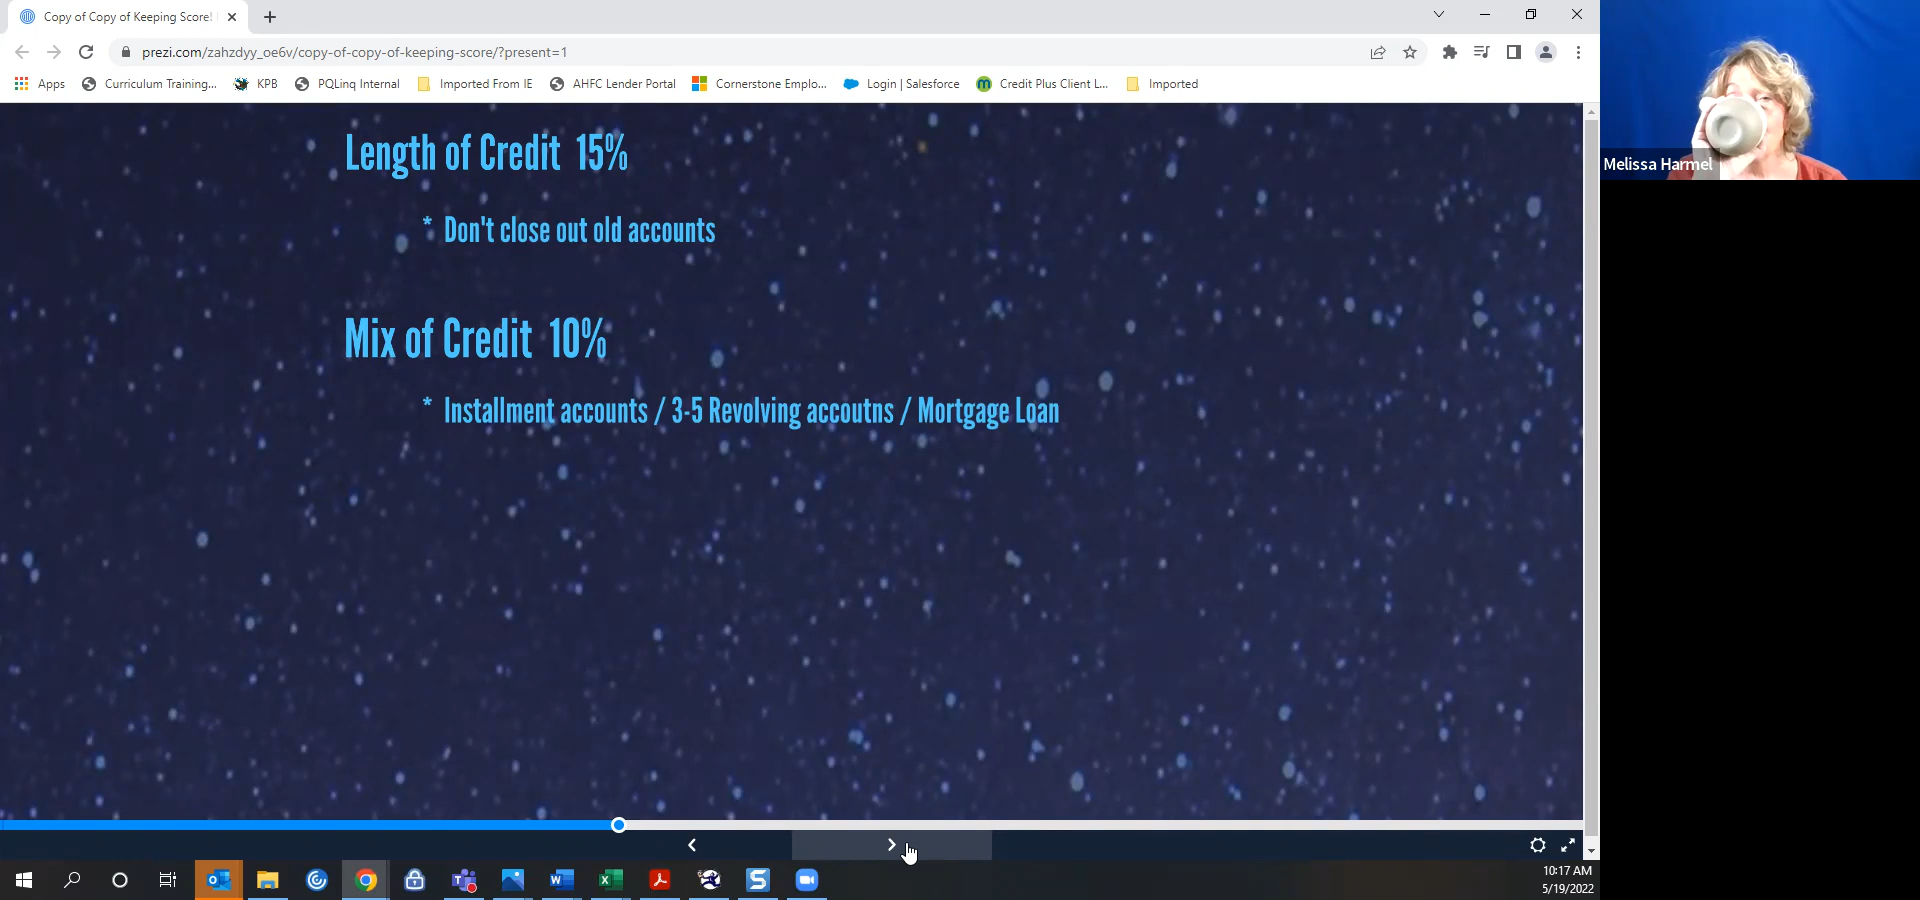 Copy of Copy of Keeping Score!
prezi.com/zahzdyy_oe6v/copy-of-copy-of-keeping-score/?present=1
Apps Curriculum Training... KPB PQLinq Internal Imported From IE AHFC Lender Portal Cornerstone Emplo... Login | Salesforce Credit Plus Client L... Imported
Length of Credit 15%
* Don't close out old accounts
Mix of Credit 10%
* Installment accounts / 3-5 Revolving accoutns / Mortgage Loan
Melissa Harmel
10:17 AM
5/19/2022